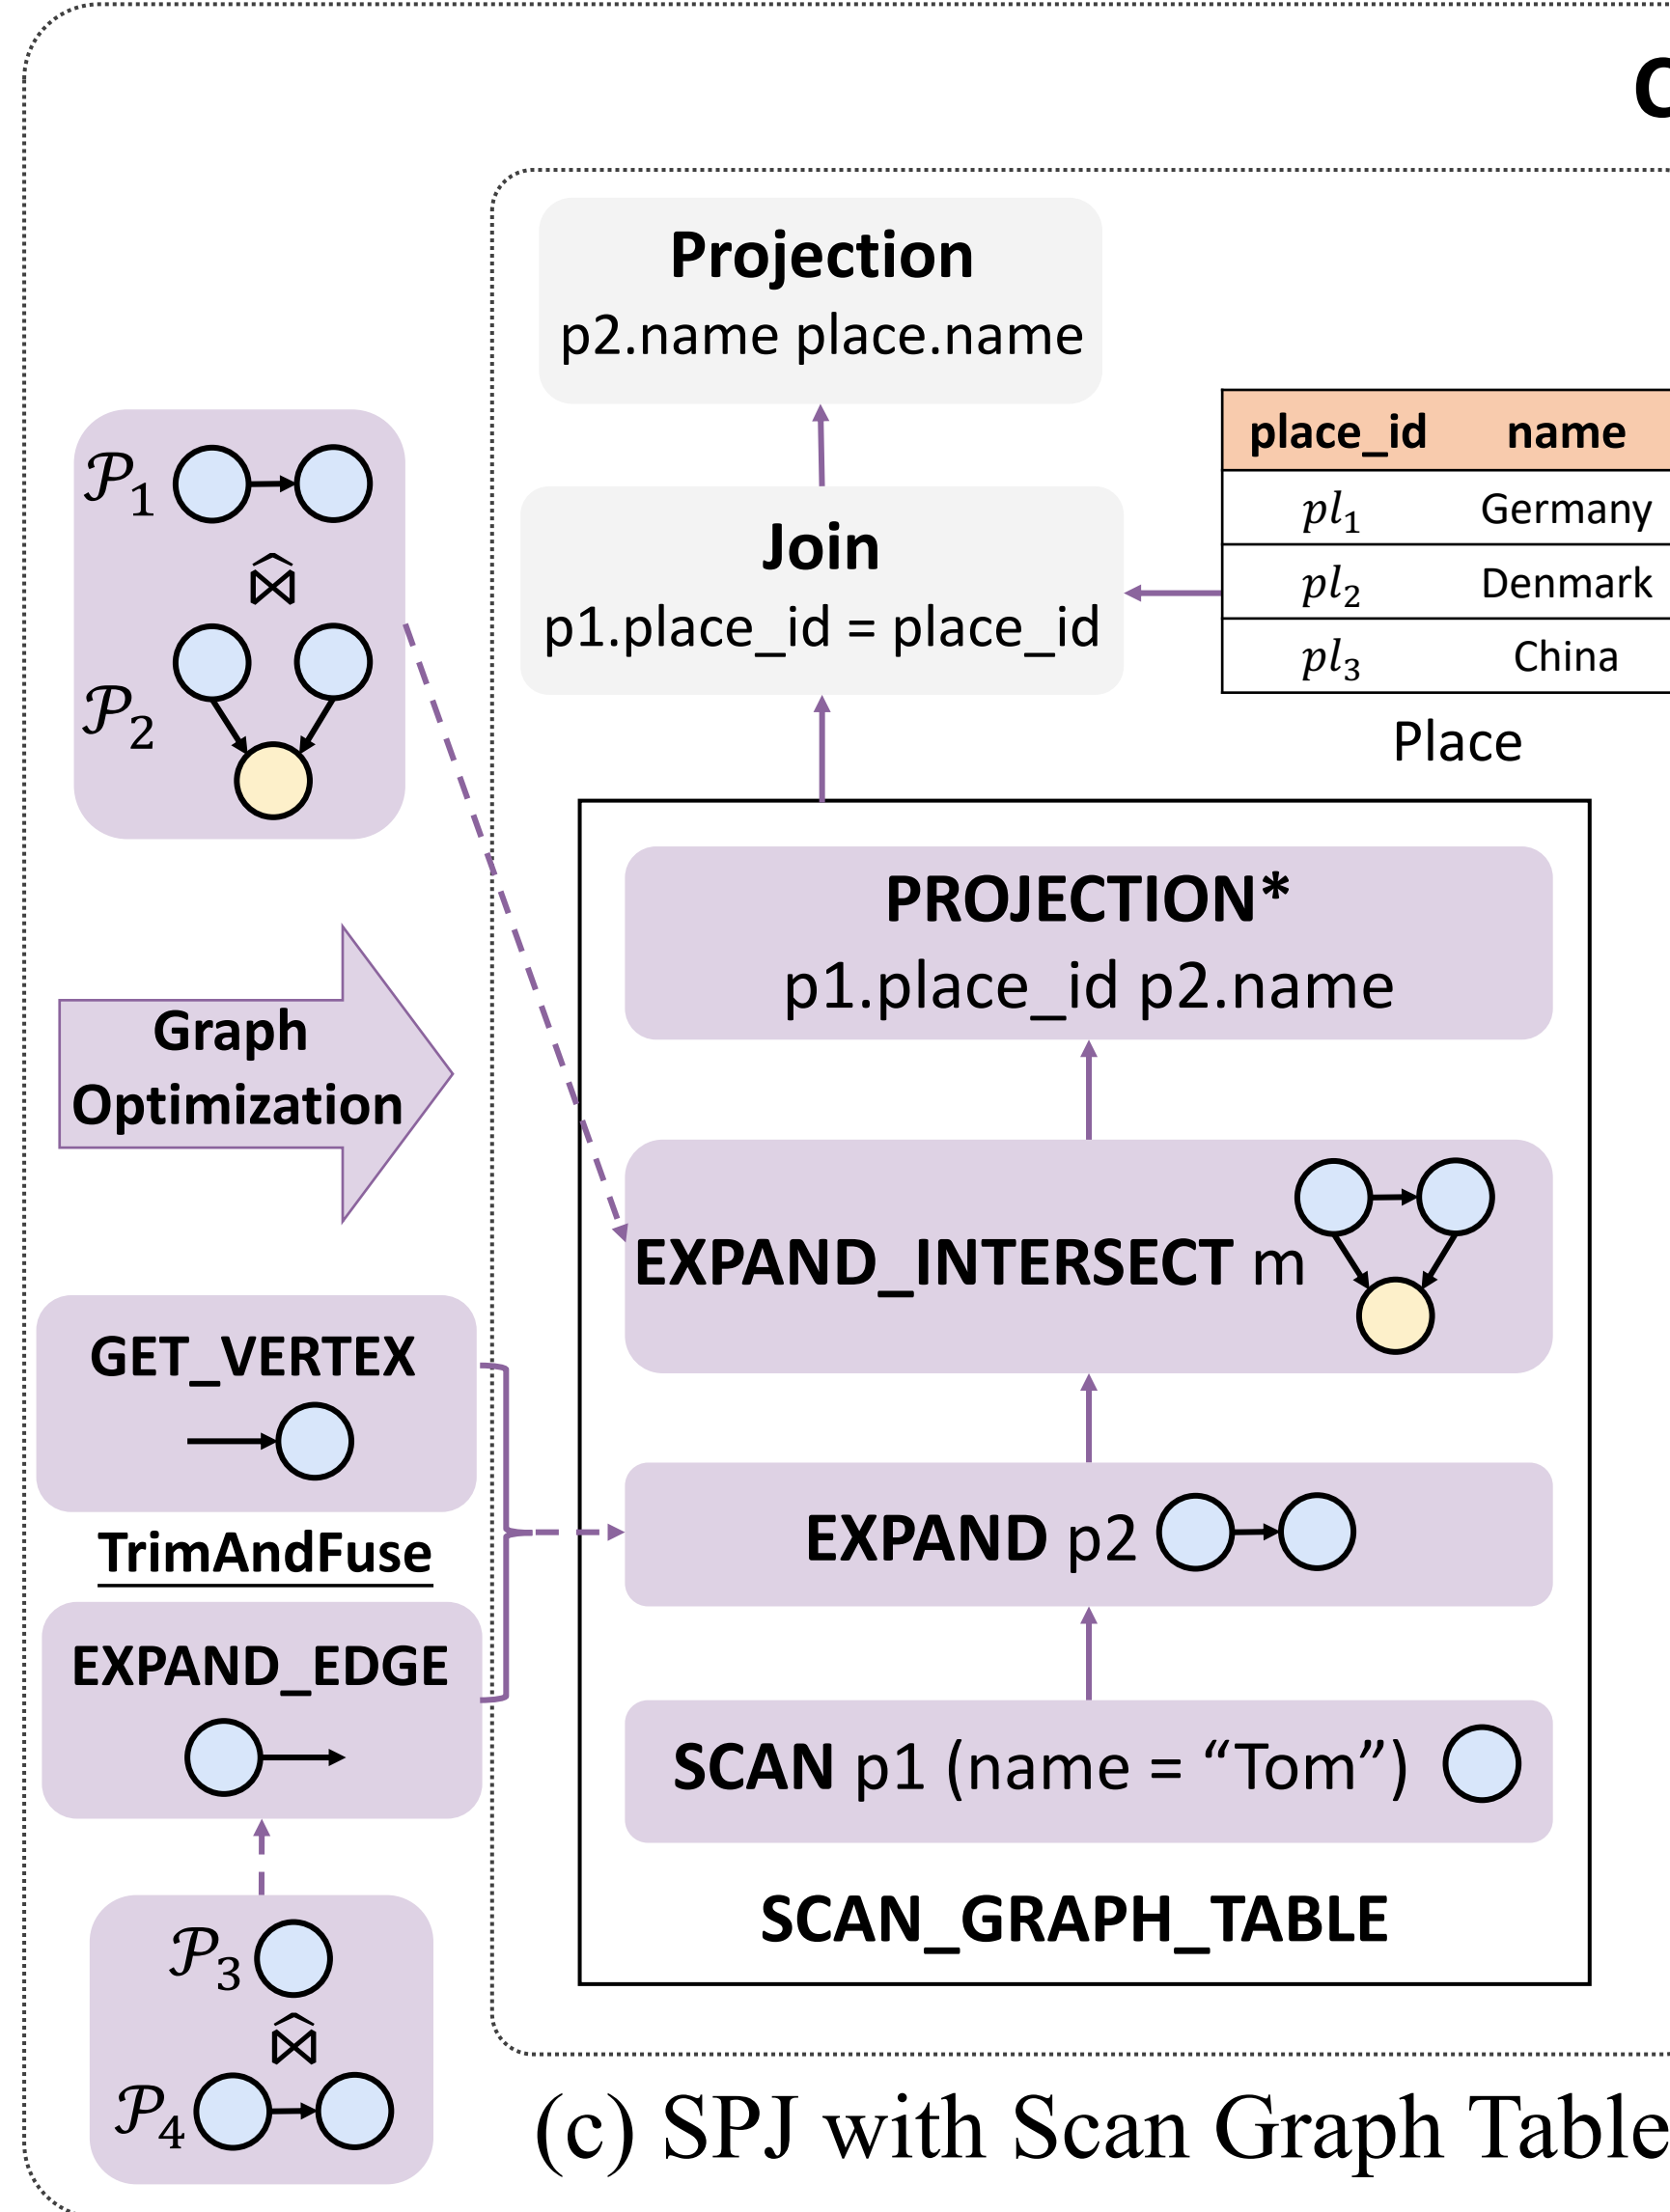 C
Projection
p2.name place.name
place_id name
pl1 Germany
pl2 Denmark
pl3 China
Place
Join
p1.place_id = place_id
𝒫1
⋈̂
𝒫2
Graph
Optimization
PROJECTION*
p1.place_id p2.name
EXPAND_INTERSECT m
GET_VERTEX
TrimAndFuse
EXPAND_EDGE
EXPAND p2
SCAN p1 (name = “Tom”)
SCAN_GRAPH_TABLE
𝒫3
⋈̂
𝒫4
(c) SPJ with Scan Graph Table